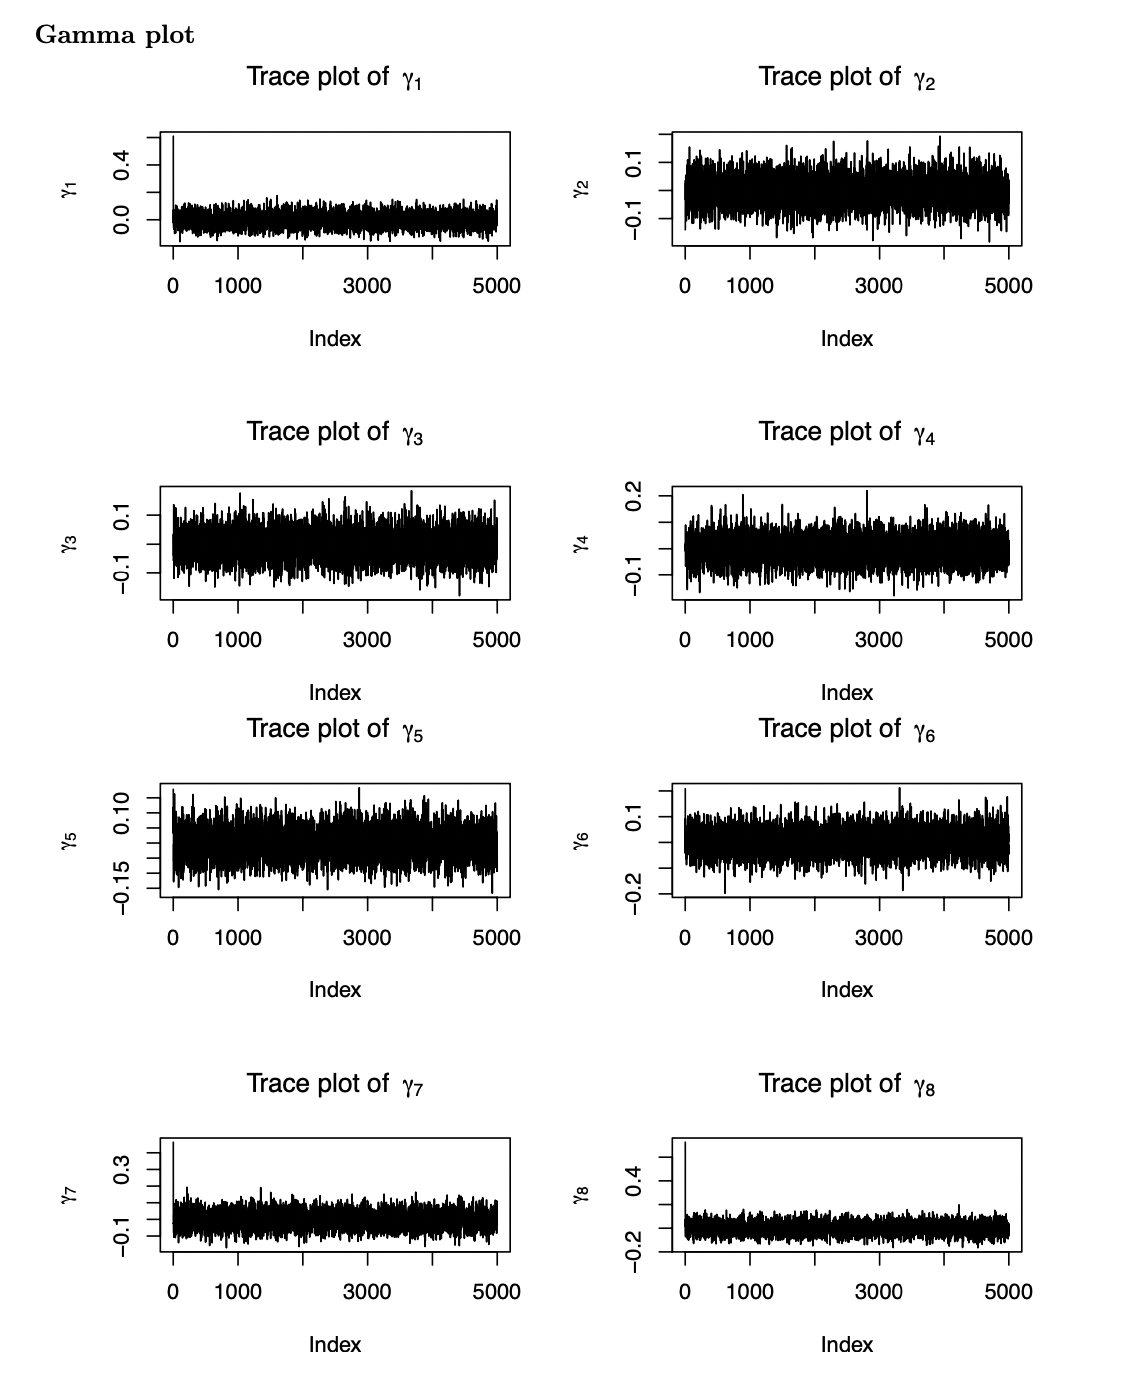 Gamma plot
Trace plot of γ1
γ1
0.0 0.4
0 1000 3000 5000
Index
Trace plot of γ2
γ2
−0.1 0.1
0 1000 3000 5000
Index
Trace plot of γ3
γ3
−0.1 0.1
0 1000 3000 5000
Index
Trace plot of γ4
γ4
−0.1 0.2
0 1000 3000 5000
Index
Trace plot of γ5
γ5
−0.15 0.10
0 1000 3000 5000
Index
Trace plot of γ6
γ6
−0.2 0.1
0 1000 3000 5000
Index
Trace plot of γ7
γ7
−0.1 0.3
0 1000 3000 5000
Index
Trace plot of γ8
γ8
−0.2 0.4
0 1000 3000 5000
Index